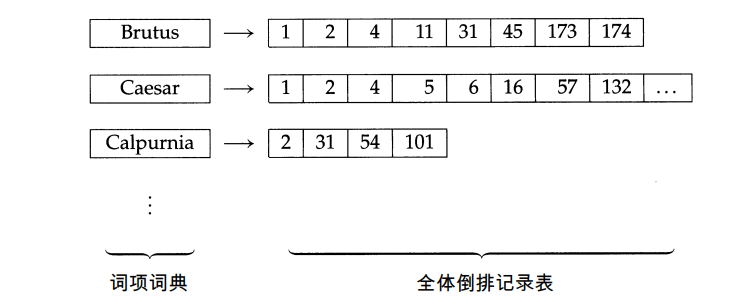 Brutus → 1 2 4 11 31 45 173 174
Caesar → 1 2 4 5 6 16 57 132 ...
Calpurnia → 2 31 54 101
⋮
词项词典 全体倒排记录表